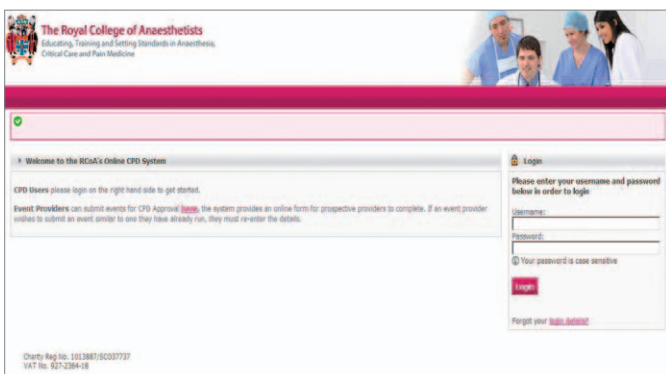 The Royal College of Anaesthetists
Educating, Training and Setting Standards in Anaesthesia,
Critical Care and Pain Medicine
Welcome to the RCoA's Online CPD System
CPD Users please login on the right hand side to get started.
Event Providers can submit events for CPD Approval here, the system provides an online form for prospective providers to complete. If an event provider
wishes to submit an event similar to one they have already run, they must re-enter the details.
Login
Please enter your username and password
below in order to login
Username:
Password:
Your password is case sensitive
Login
Forgot your login details?
Charity Reg No. 1013887/SC037737
VAT No. 927-2364-18